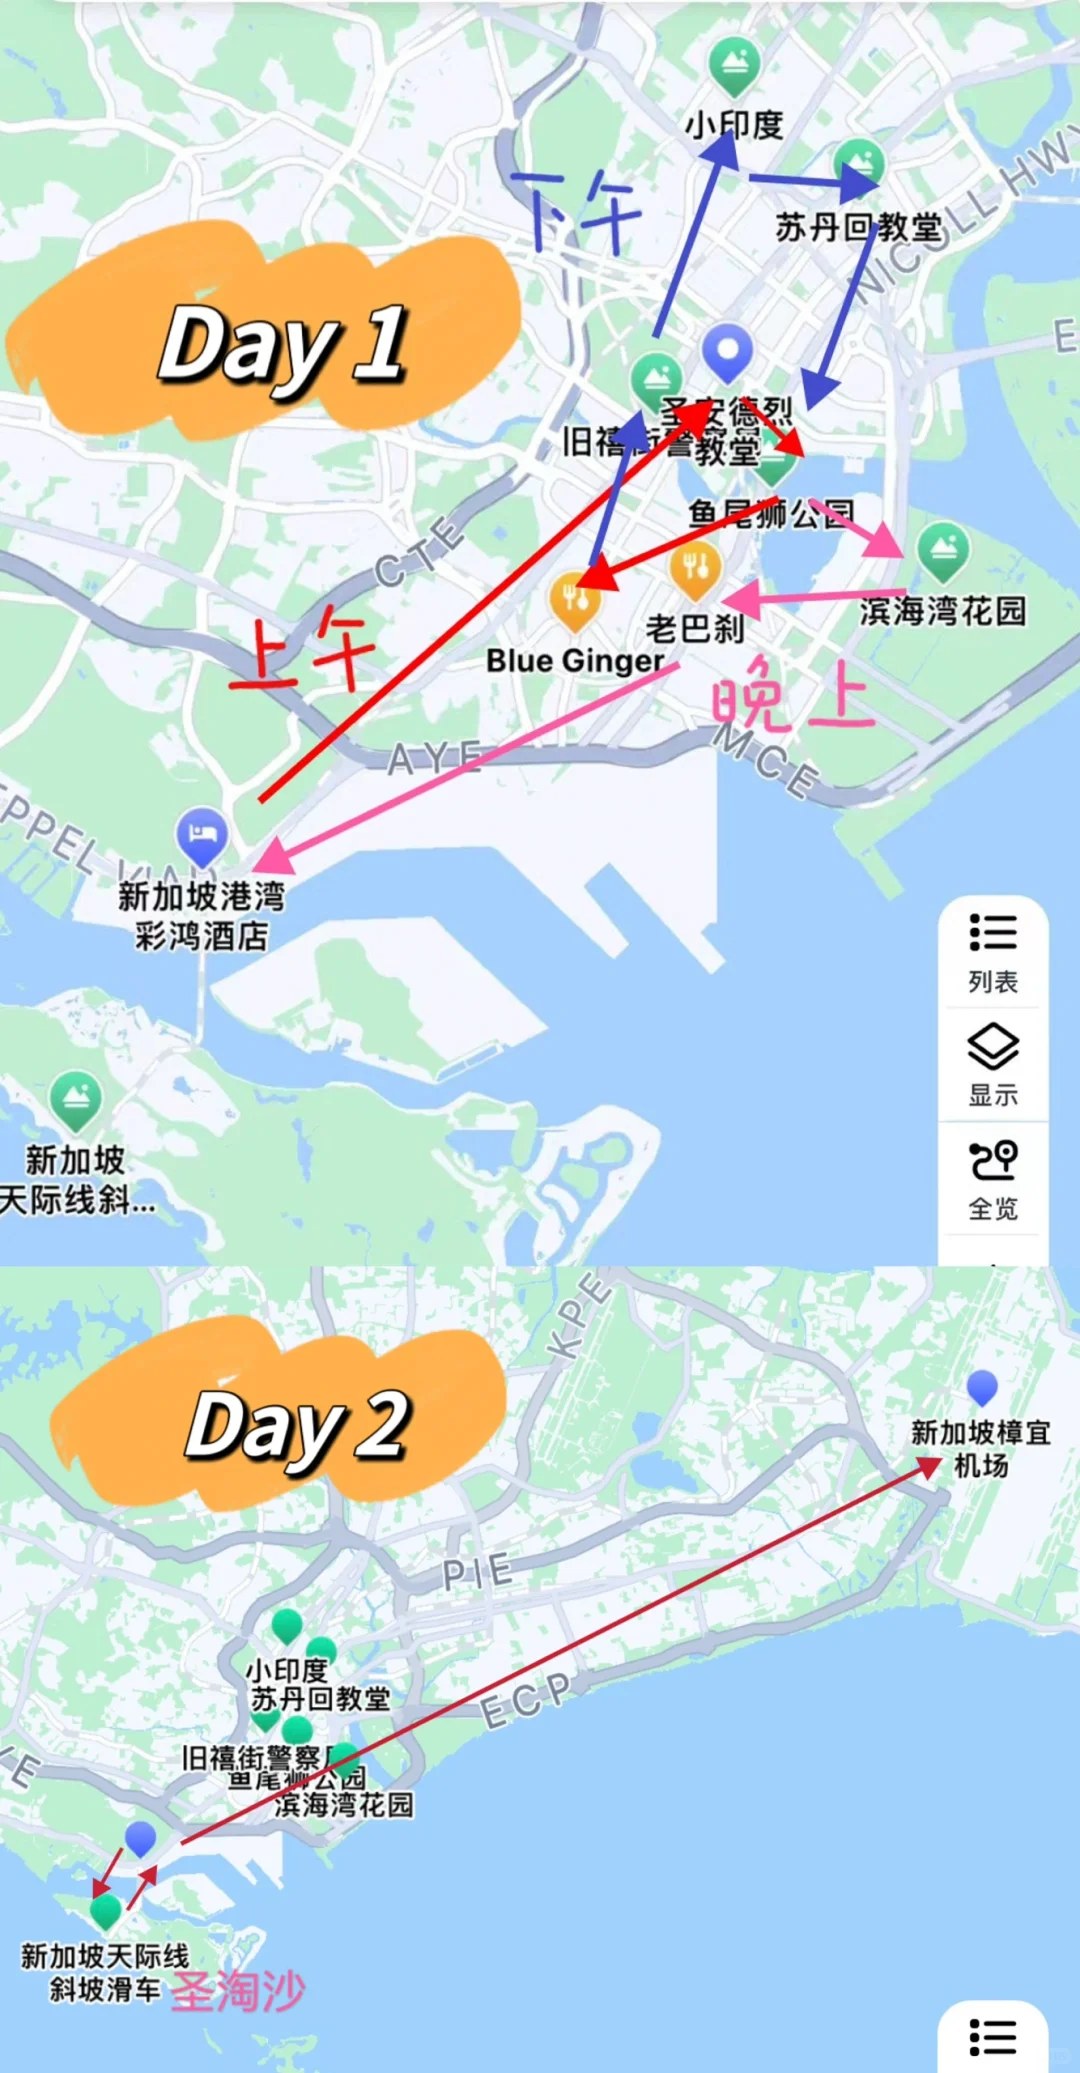 小印度
下午
苏丹回教堂
NICOLL HWY
E
Day 1
圣安德烈
教堂
旧禧街警察局
鱼尾狮公园
CTE
滨海湾花园
老巴刹
上午
Blue Ginger
晚上
MCE
AYE
新加坡港湾
彩鸿酒店
列表
显示
新加坡
天际线斜...
全览
KPE
Day 2
新加坡樟宜
机场
PIE
小印度
苏丹回教堂
ECP
旧禧街警察局
鱼尾狮公园
滨海湾花园
YE
新加坡天际线
斜坡滑车
圣淘沙